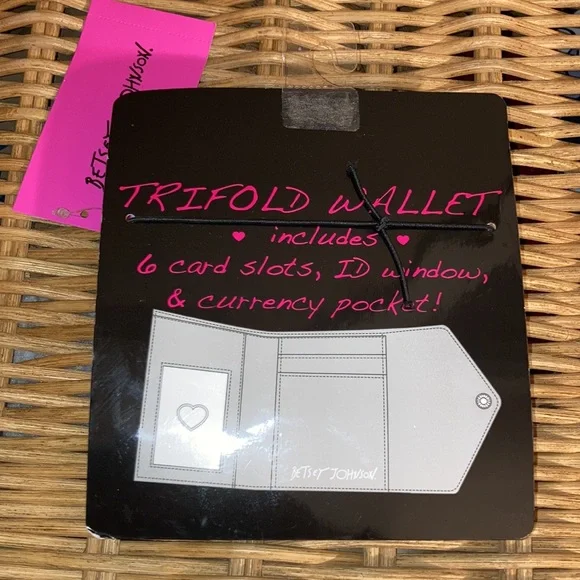 BETSEY JOHNSON.
TRIFOLD WALLET
♥ includes ♥
6 card slots, ID window,
& currency pocket!
BETSEY JOHNSON.